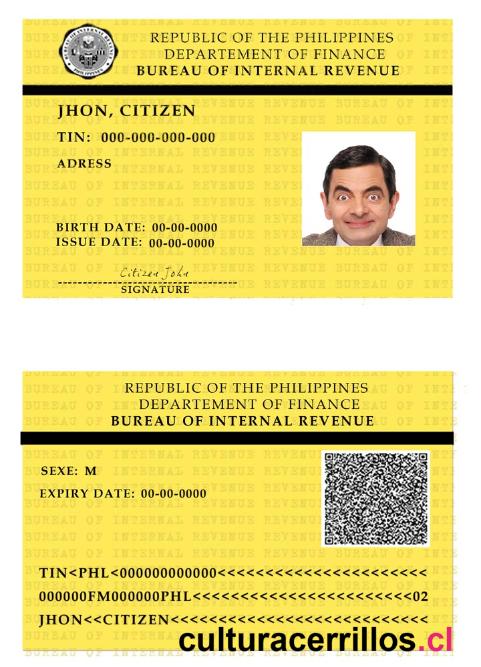 REPUBLIC OF THE PHILIPPINES
DEPARTEMENT OF FINANCE
BUREAU OF INTERNAL REVENUE
JHON, CITIZEN
TIN: 000-000-000-000
ADRESS
BIRTH DATE: 00-00-0000
ISSUE DATE: 00-00-0000
Citizen John
SIGNATURE
REPUBLIC OF THE PHILIPPINES
DEPARTEMENT OF FINANCE
BUREAU OF INTERNAL REVENUE
SEXE: M
EXPIRY DATE: 00-00-0000
TIN<PHL<000000000000<<<<<<<<<<<<<<<<<<
000000FM000000PHL<<<<<<<<<<<<<<<<<<<02
JHON<<CITIZEN<<<<<<<<<<<<<<<<<<<<<<
culturacerrillos.cl